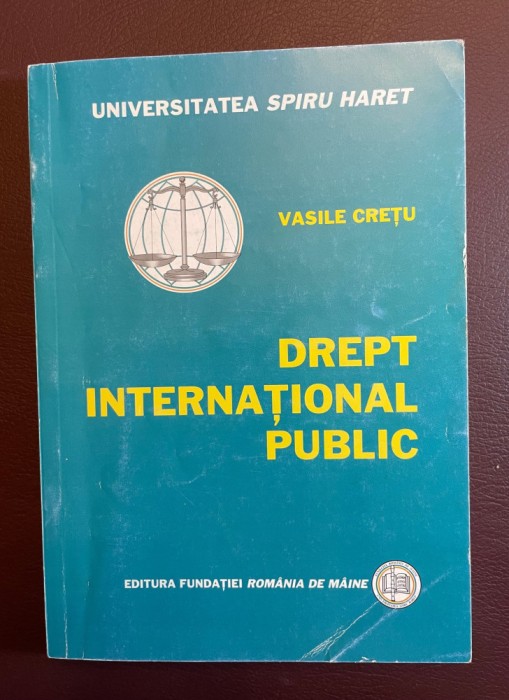 UNIVERSITATEA SPIRU HARET
VASILE CREȚU
DREPT
INTERNAȚIONAL
PUBLIC
EDITURA FUNDAȚIEI ROMÂNIA DE MÂINE